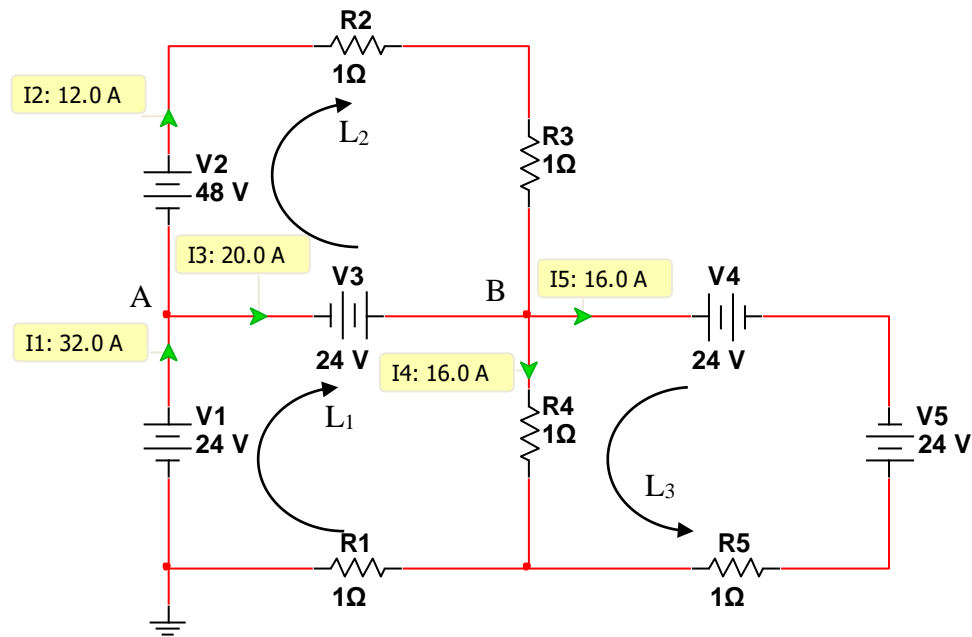 R2
1Ω
I2: 12.0 A
L2
R3
1Ω
V2
48 V
I3: 20.0 A
A
V3
24 V
B
I5: 16.0 A
V4
24 V
I1: 32.0 A
I4: 16.0 A
V1
24 V
L1
R4
1Ω
V5
24 V
L3
R1
1Ω
R5
1Ω